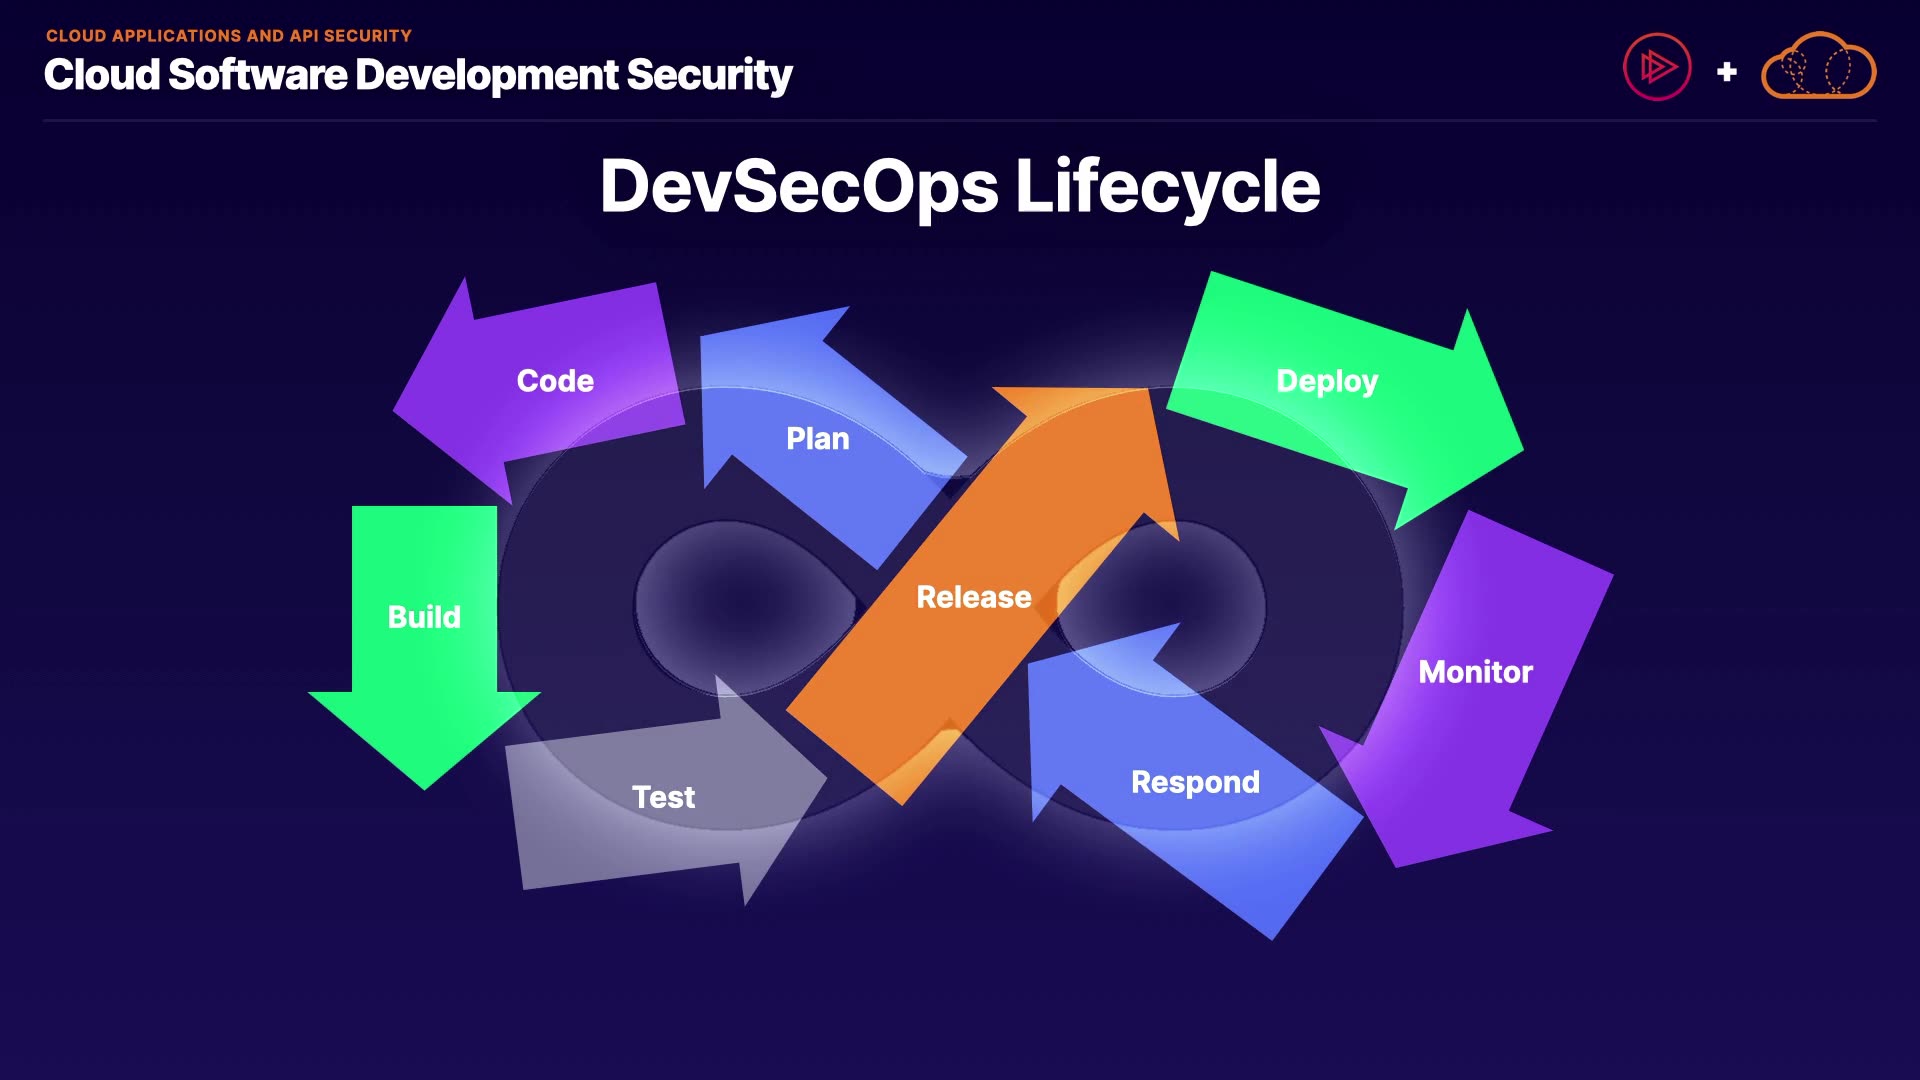 CLOUD APPLICATIONS AND API SECURITY
Cloud Software Development Security
DevSecOps Lifecycle
Code
Plan
Deploy
Build
Release
Monitor
Test
Respond